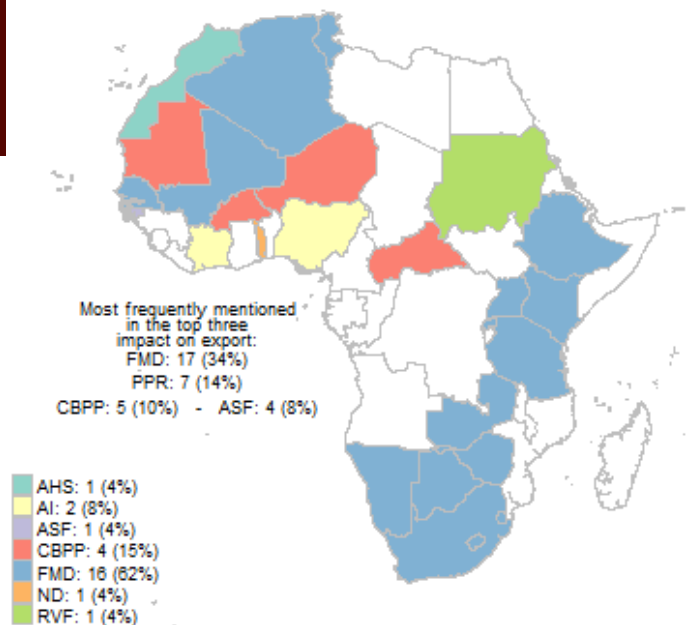 Most frequently mentioned
in the top three
impact on export:
FMD: 17 (34%)
PPR: 7 (14%)
CBPP: 5 (10%) - ASF: 4 (8%)
AHS: 1 (4%)
AI: 2 (8%)
ASF: 1 (4%)
CBPP: 4 (15%)
FMD: 16 (62%)
ND: 1 (4%)
RVF: 1 (4%)